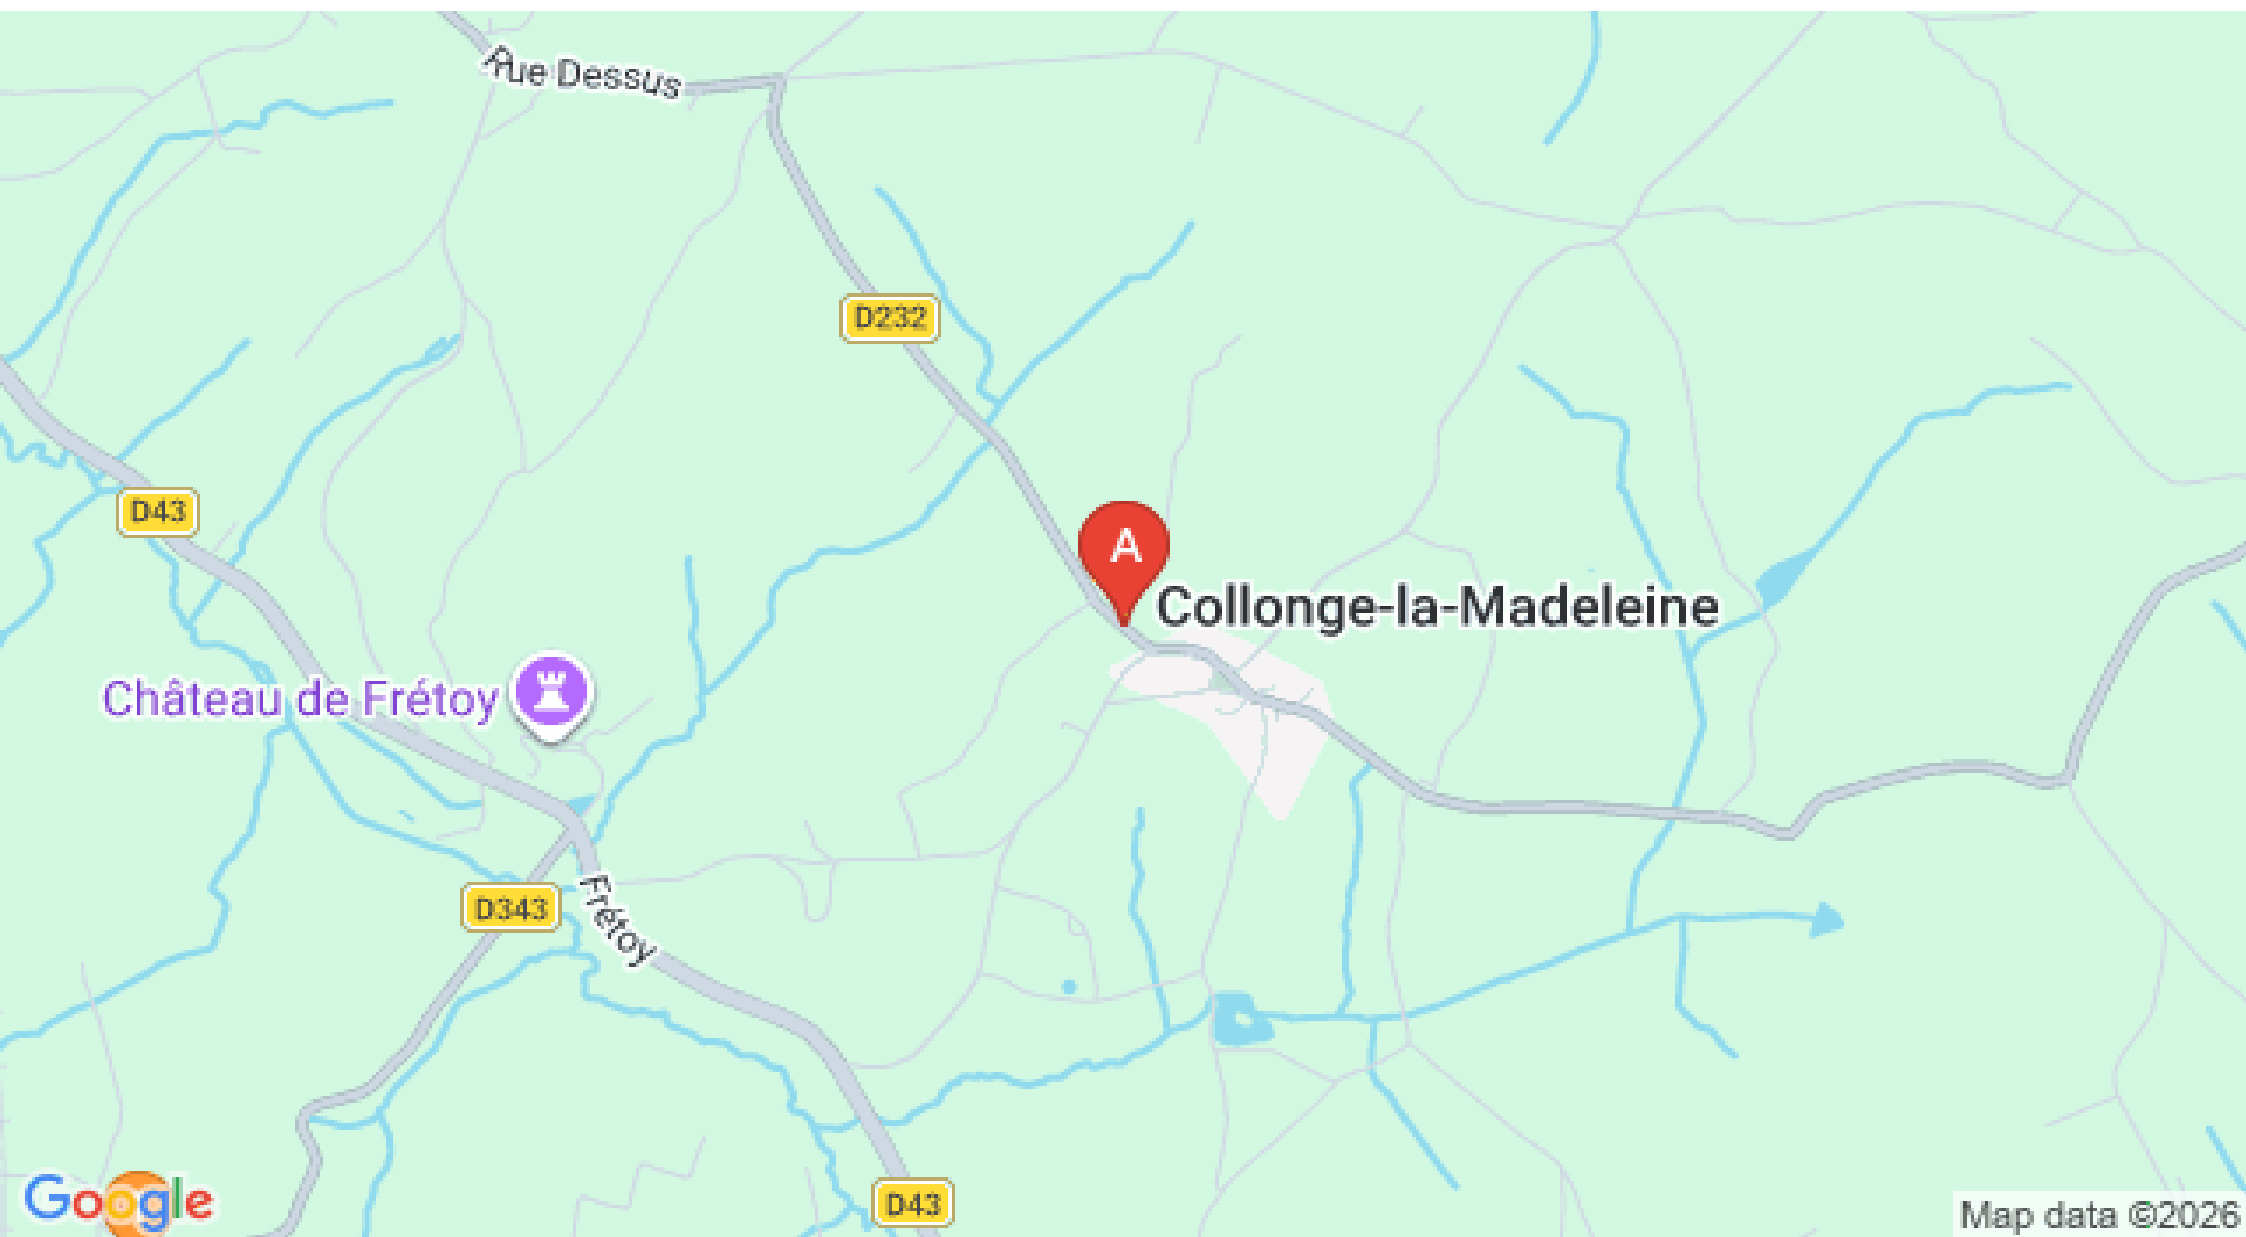 Rue Dessus
D232
D43
A
Collonge-la-Madeleine
Château de Frétoy
D343
Frétoy
D43
Google
Map data ©2026